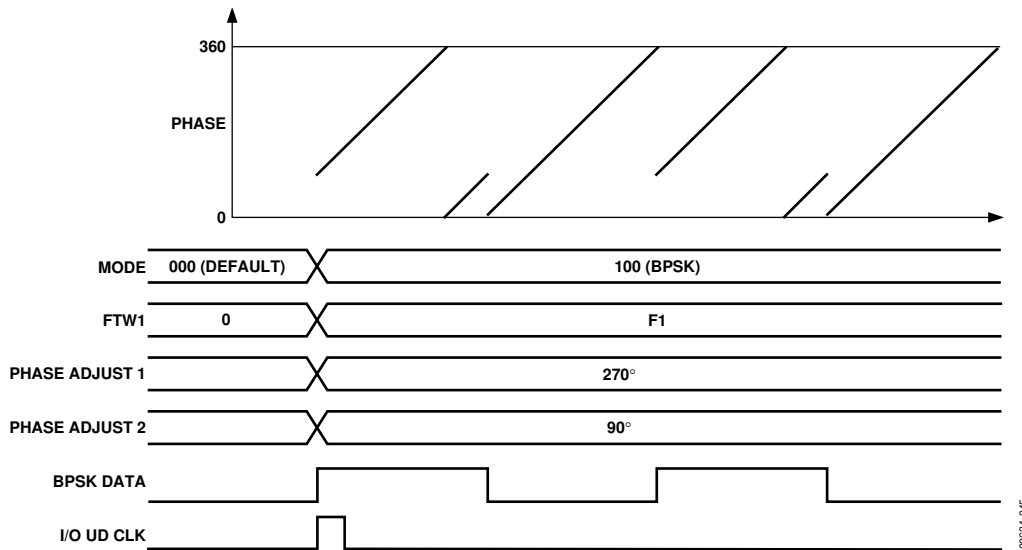 360
PHASE
0
MODE 000 (DEFAULT) 100 (BPSK)
FTW1 0 F1
PHASE ADJUST 1 270°
PHASE ADJUST 2 90°
BPSK DATA
I/O UD CLK